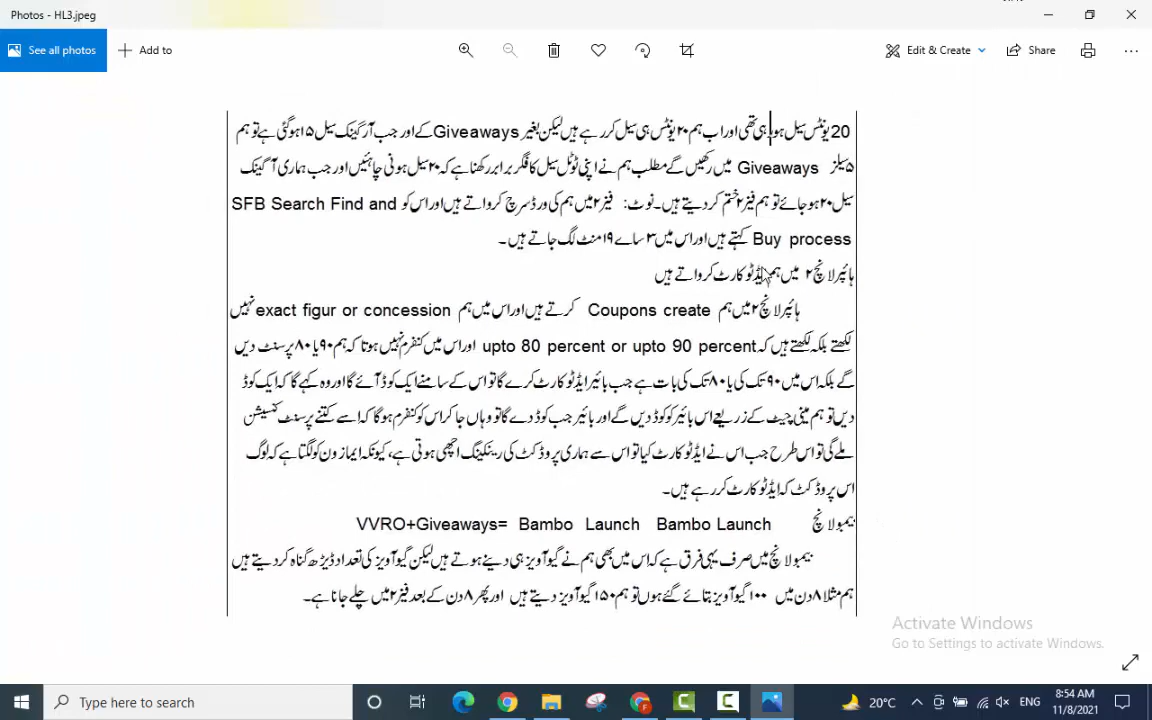 Photos - HL3.jpeg
See all photos
Add to
Edit & Create
Share
20 یونٹس سیل ہو رہی تھی اور اب ہم ۲۰ یونٹس ہی سیل کر رہے ہیں لیکن بغیر Giveaways کے اور جب آرگینک سیل ۱۵ ہو گئی ہے تو ہم
۵ سیلز Giveaways میں رکھیں گے مطلب ہم نے اپنی ٹوٹل سیل کا فگر برابر رکھنا ہے کہ ۲۰ سیل ہونی چاہئیں اور جب ہماری آرگینک
سیل ۲۰ ہو جائے تو ہم فیز ۲ ختم کر دیتے ہیں۔ نوٹ: فیز ۲ میں ہم کی ورڈ سرچ کرواتے ہیں اور اس کو SFB Search Find and
Buy process کہتے ہیں اور اس میں ۳ سے ۱۹ منٹ لگ جاتے ہیں۔
ہائپر لانچ ۲ میں ہم ایڈ ٹو کارٹ کرواتے ہیں
ہائپر لانچ ۲ میں ہم Coupons create کرتے ہیں اور اس میں ہم exact figur or concession نہیں
لکھتے بلکہ لکھتے ہیں کہ upto 80 percent or upto 90 percent اور اس میں کنفرم نہیں ہوتا کہ ہم ۹۰ یا ۸۰ پرسنٹ دیں
گے بلکہ اس میں ۹۰ تک کی یا ۸۰ تک کی بات ہے جب بائیر ایڈ ٹو کارٹ کرے گا تو اس کے سامنے ایک کوڈ آئے گا اور وہ کہے گا کہ ایک کوڈ
دیں تو ہم مینی چیٹ کے زریعے اس بائیر کو کوڈ دیں گے اور بائیر جب کوڈ دے گا تو وہاں جا کر اس کو کنفرم ہوگا کہ اسے کتنے پرسنٹ کنسیشن
ملے گی تو اس طرح جب اس نے ایڈ ٹو کارٹ کیا تو اس سے ہماری پروڈکٹ کی رینکینگ اچھی ہوتی ہے، کیونکہ ایمازون کو لگتا ہے کہ لوگ
اس پروڈکٹ کہ ایڈ ٹو کارٹ کر رہے ہیں۔
بیمبو لانچ VVRO+Giveaways= Bambo Launch Bambo Launch
بیمبو لانچ میں صرف یہی فرق ہے کہ اس میں بھی ہم نے گیو آویز ہی دینے ہوتے ہیں لیکن گیو آویز کی تعداد ڈیڑھ گناہ کر دیتے ہیں
ہم مثلا ۸ دن میں ۱۰۰ گیو آویز بتائے گئے ہوں تو ہم ۱۵۰ گیو آویز دیتے ہیں اور پھر ۸ دن کے بعد فیز ۲ میں چلے جانا ہے۔
Activate Windows
Go to Settings to activate Windows.
Type here to search
20°C
ENG
8:54 AM
11/8/2021